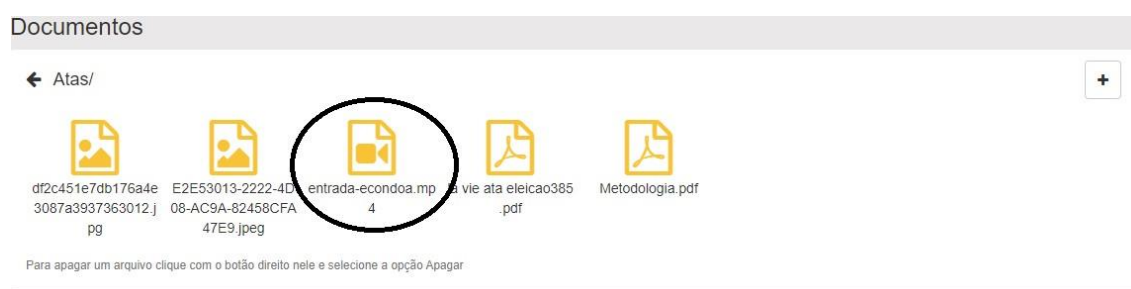 Documentos
Atas/
df2c451e7db176a4e
3087a3937363012.j
pg
E2E53013-2222-4D
08-AC9A-82458CFA
47E9.jpeg
entrada-econdoa.mp
4
la vie ata eleicao385
.pdf
Metodologia.pdf
Para apagar um arquivo clique com o botão direito nele e selecione a opção Apagar